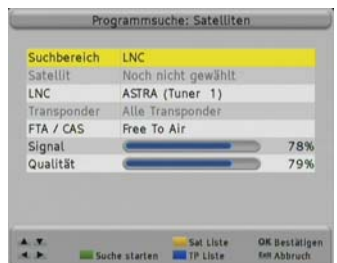 Programmsuche: Satelliten
Suchbereich LNC
Satellit Noch nicht gewählt
LNC ASTRA (Tuner 1)
Transponder Alle Transponder
FTA / CAS Free To Air
Signal 78%
Qualität 79%
Sat Liste OK Bestätigen
Suche starten TP Liste Exit Abbruch